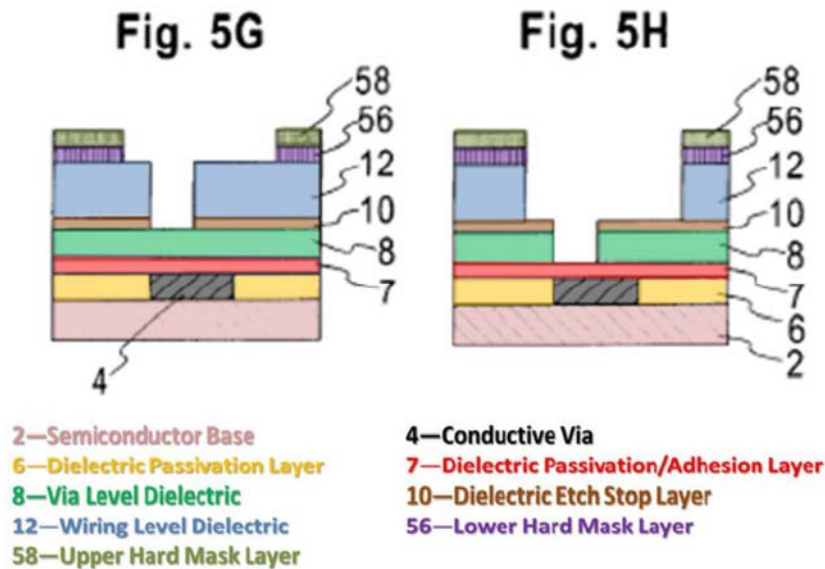 Fig. 5G
Fig. 5H
58
56
12
10
8
7
4
58
56
12
10
8
7
6
2
2—Semiconductor Base
4—Conductive Via
6—Dielectric Passivation Layer
7—Dielectric Passivation/Adhesion Layer
8—Via Level Dielectric
10—Dielectric Etch Stop Layer
12—Wiring Level Dielectric
56—Lower Hard Mask Layer
58—Upper Hard Mask Layer